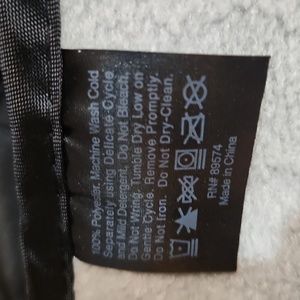 100% Polyester, Machine Wash Cold
Separately using Delicate Cycle
and Mild Detergent, Do Not Bleach,
Do Not Wring, Tumble Dry Low on
Gentle Cycle. Remove Promptly.
Do Not Iron. Do Not Dry-Clean.
RN# 89574
Made in China